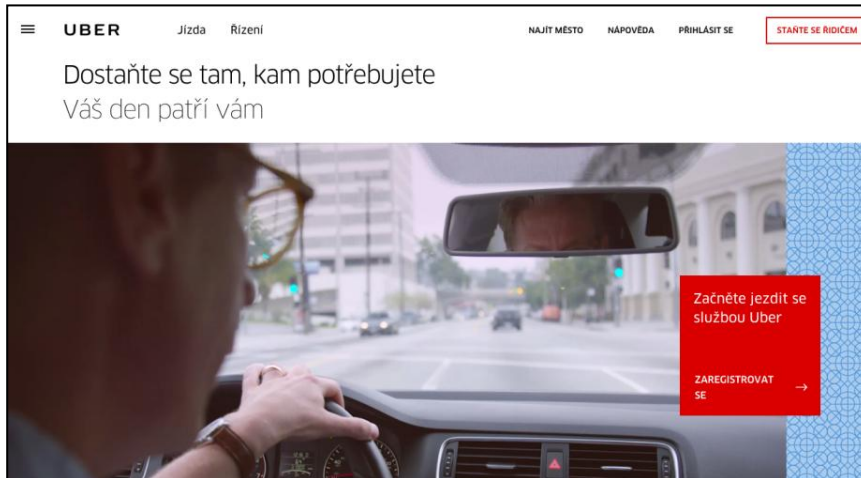 UBER Jízda Řízení NAJÍT MĚSTO NÁPOVĚDA PŘIHLÁSIT SE STAŇTE SE ŘIDIČEM
Dostaňte se tam, kam potřebujete
Váš den patří vám
Začněte jezdit se
službou Uber
ZAREGISTROVAT
SE